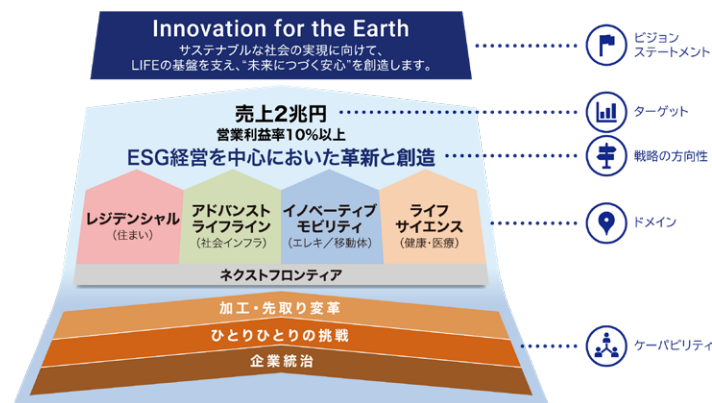 Innovation for the Earth
サステナブルな社会の実現に向けて、
LIFEの基盤を支え、“未来につづく安心”を創造します。
ビジョン
ステートメント
売上2兆円
営業利益率10%以上
ターゲット
ESG経営を中心においた革新と創造
戦略の方向性
レジデンシャル
（住まい）
アドバンスト
ライフライン
（社会インフラ）
イノベーティブ
モビリティ
（エレキ／移動体）
ライフ
サイエンス
（健康・医療）
ドメイン
ネクストフロンティア
加工・先取り変革
ひとりひとりの挑戦
企業統治
ケーパビリティ